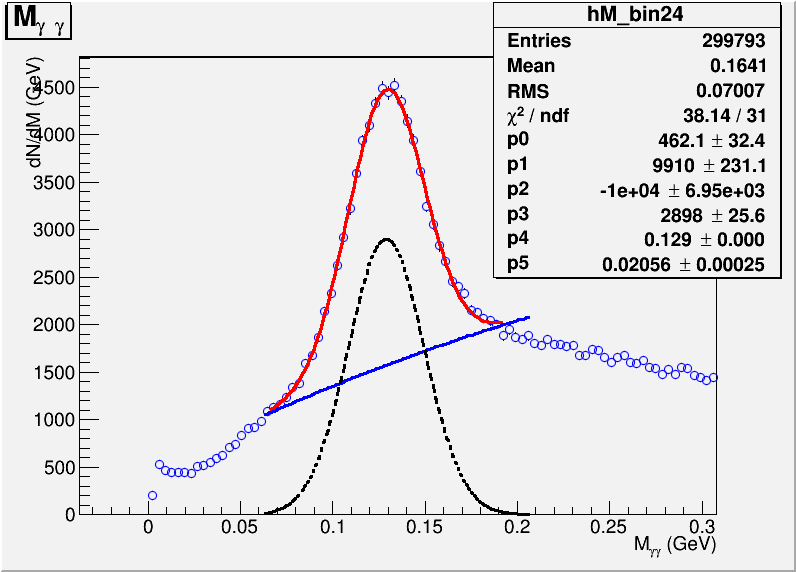 M γ γ
hM_bin24
Entries 299793
Mean 0.1641
RMS 0.07007
χ² / ndf 38.14 / 31
p0 462.1 ± 32.4
p1 9910 ± 231.1
p2 -1e+04 ± 6.95e+03
p3 2898 ± 25.6
p4 0.129 ± 0.000
p5 0.02056 ± 0.00025
dN/dM (GeV)
4500
4000
3500
3000
2500
2000
1500
1000
500
0
0 0.05 0.1 0.15 0.2 0.25 0.3
Mγγ (GeV)